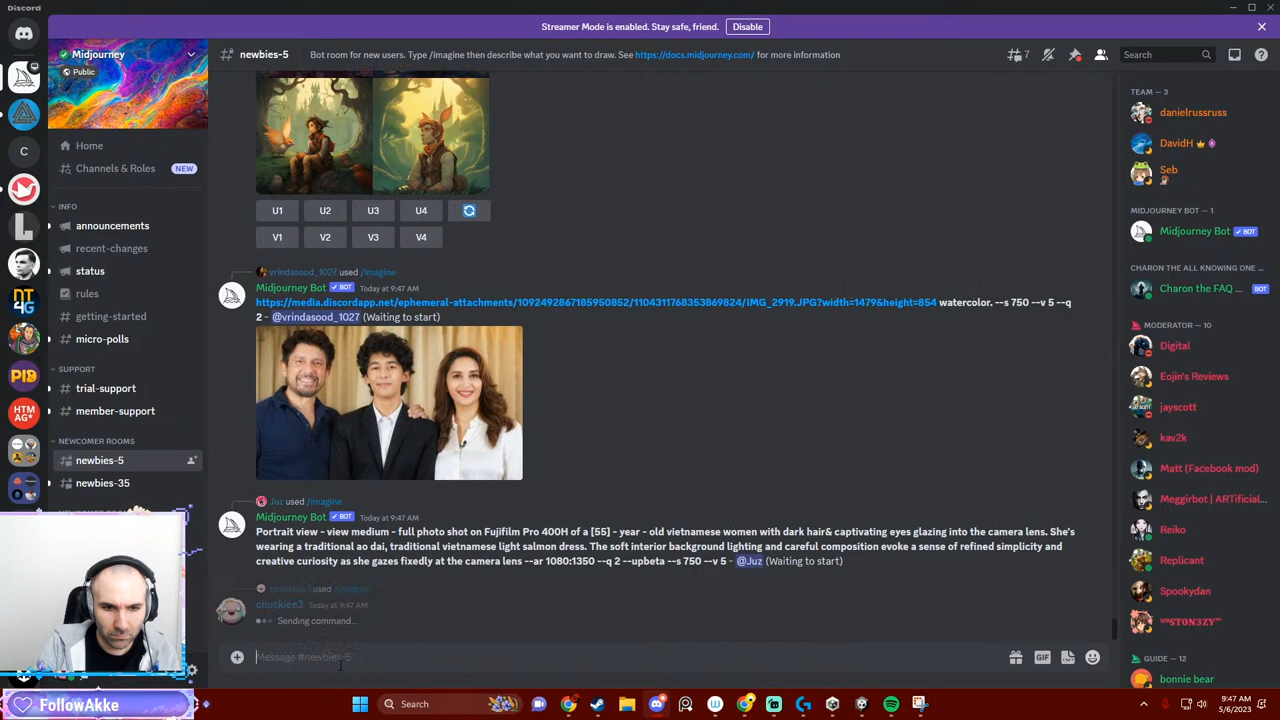 Discord
Streamer Mode is enabled. Stay safe, friend. Disable
Midjourney
Public
newbies-5 Bot room for new users. Type /imagine then describe what you want to draw. See https://docs.midjourney.com/ for more information
7
Search
Home
Channels & Roles NEW
INFO
announcements
recent-changes
status
rules
getting-started
micro-polls
SUPPORT
trial-support
member-support
NEWCOMER ROOMS
newbies-5
newbies-35
C
HTM
AG*
FollowAkke
U1 U2 U3 U4
V1 V2 V3 V4
vrindasood_1027 used /imagine
Midjourney Bot BOT Today at 9:47 AM
https://media.discordapp.net/ephemeral-attachments/1092492867185950852/1104311768353869824/IMG_2919.JPG?width=1479&height=854 watercolor. --s 750 --v 5 --q
2 - @vrindasood_1027 (Waiting to start)
Juz used /imagine
Midjourney Bot BOT Today at 9:47 AM
Portrait view - view medium - full photo shot on Fujifilm Pro 400H of a [55] - year - old vietnamese women with dark hair& captivating eyes glazing into the camera lens. She's
wearing a traditional ao dai, traditional vietnamese light salmon dress. The soft interior background lighting and careful composition evoke a sense of refined simplicity and
creative curiosity as she gazes fixedly at the camera lens --ar 1080:1350 --q 2 --upbeta --s 750 --v 5 - @Juz (Waiting to start)
used /imagine
chuckiee3 Today at 9:47 AM
Sending command...
Message #newbies-5
GIF
TEAM — 3
danielrussruss
DavidH
Seb
MIDJOURNEY BOT — 1
Midjourney Bot BOT
CHARON THE ALL KNOWING ONE ...
Charon the FAQ ... BOT
MODERATOR — 10
Digital
Eojin's Reviews
jayscott
kav2k
Matt (Facebook mod)
Meggirbot | ARTificial...
Reiko
Replicant
Spookydan
ᴹᴿST0N3ZY™
GUIDE — 12
bonnie bear
Search
9:47 AM
5/6/2023